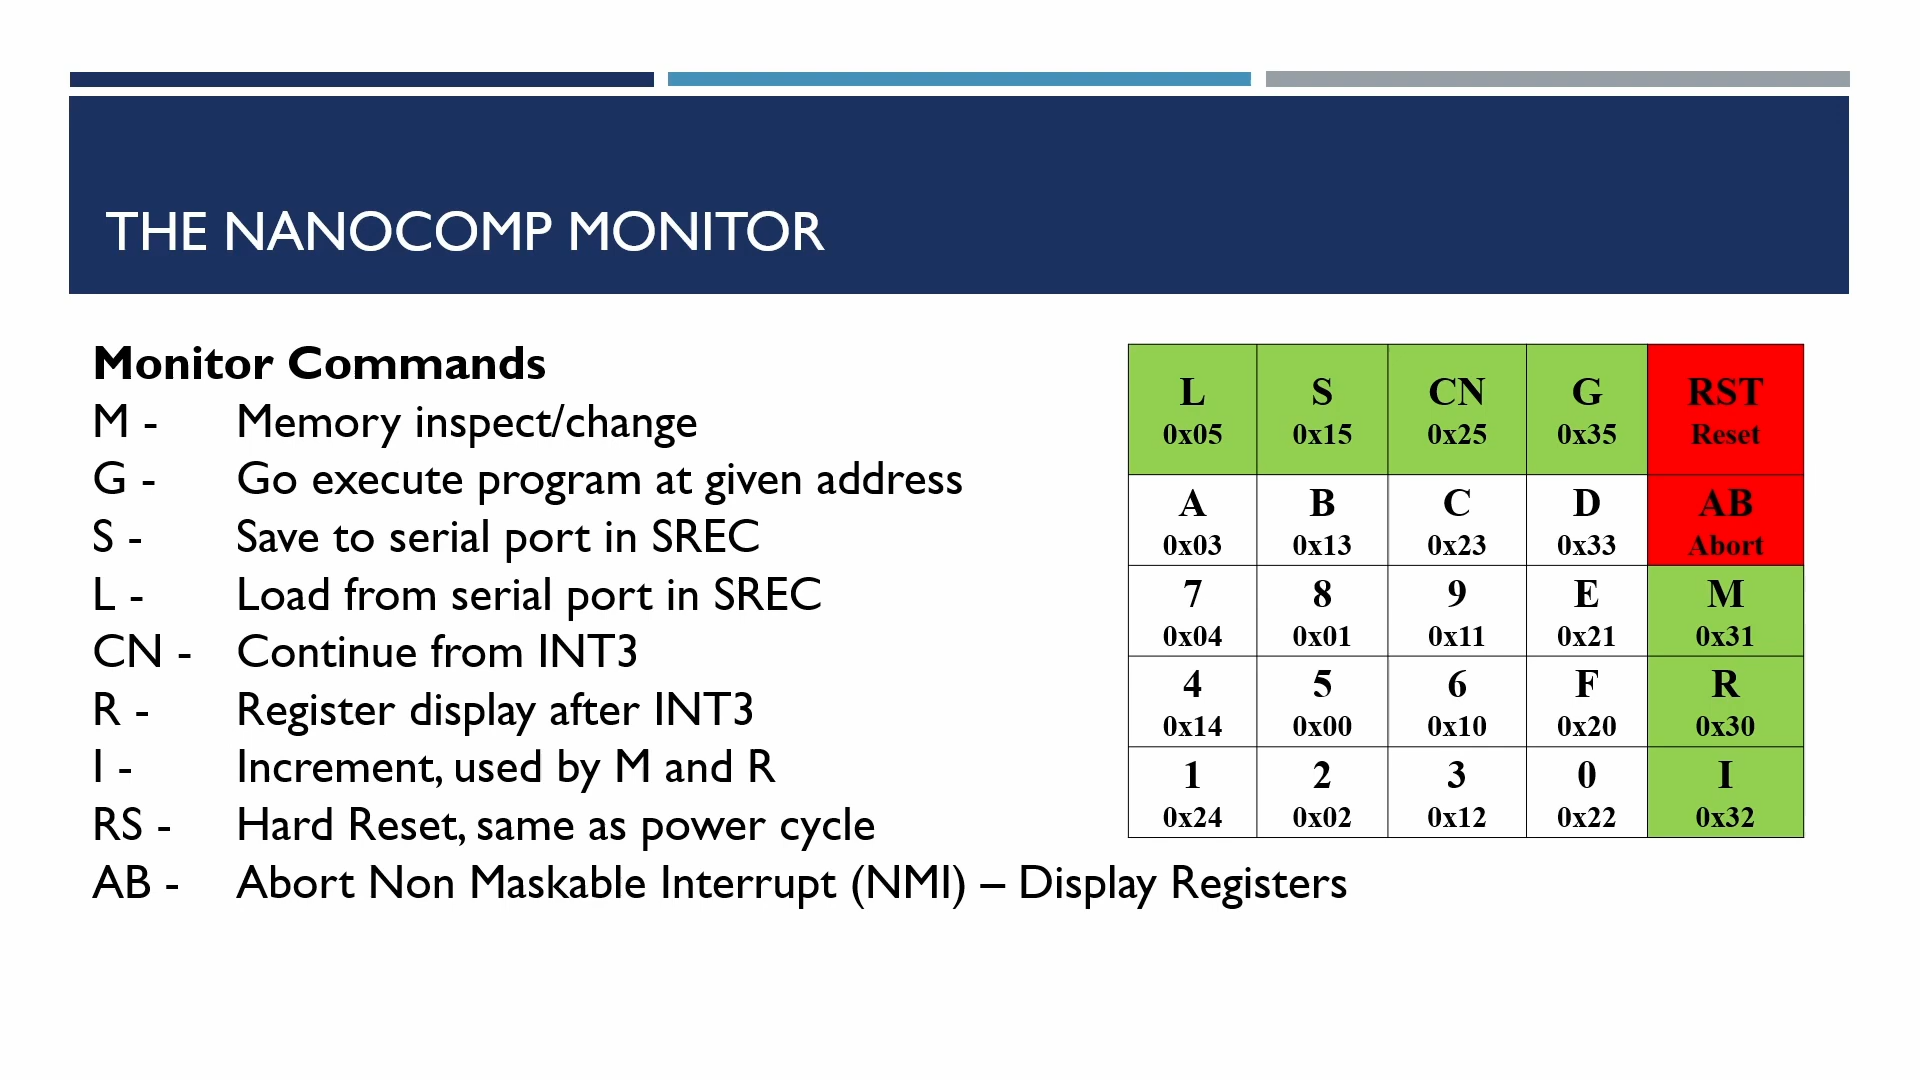 THE NANOCOMP MONITOR
Monitor Commands
M - Memory inspect/change
G - Go execute program at given address
S - Save to serial port in SREC
L - Load from serial port in SREC
CN - Continue from INT3
R - Register display after INT3
I - Increment, used by M and R
RS - Hard Reset, same as power cycle
AB - Abort Non Maskable Interrupt (NMI) – Display Registers
L S CN G RST
0x05 0x15 0x25 0x35 Reset
A B C D AB
0x03 0x13 0x23 0x33 Abort
7 8 9 E M
0x04 0x01 0x11 0x21 0x31
4 5 6 F R
0x14 0x00 0x10 0x20 0x30
1 2 3 0 I
0x24 0x02 0x12 0x22 0x32